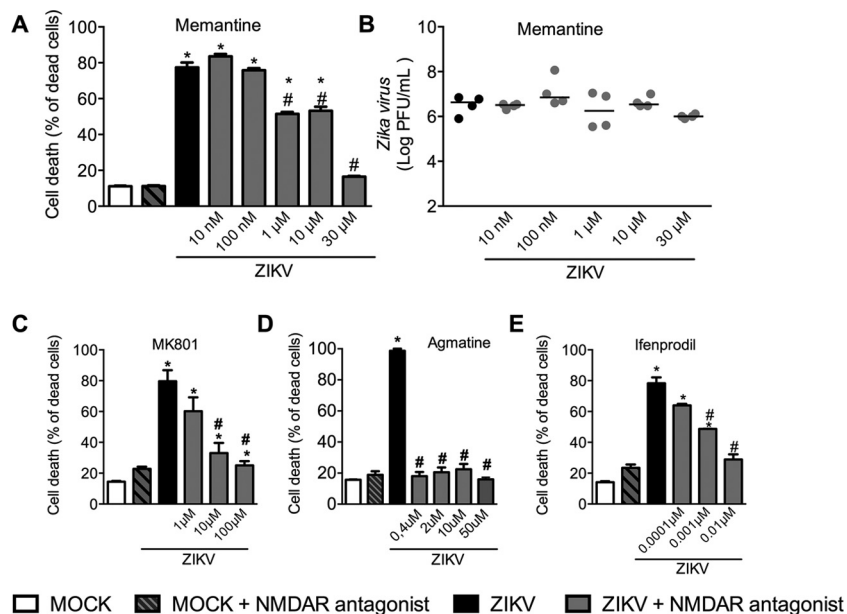 A
Memantine
Cell death (% of dead cells)
100
80
60
40
20
0
*
*
*
*
#
*
#
#
10 nM
100 nM
1 µM
10 µM
30 µM
ZIKV
B
Memantine
Zika virus
(Log PFU/mL)
10
8
6
4
2
10 nM
100 nM
1 µM
10 µM
30 µM
ZIKV
C
MK801
Cell death (% of dead cells)
100
80
60
40
20
0
*
*
#
*
#
*
1µM
10µM
100µM
ZIKV
D
Agmatine
Cell death (% of dead cells)
100
80
60
40
20
0
*
#
#
#
#
0,4uM
2uM
10uM
50uM
ZIKV
E
Ifenprodil
Cell death (% of dead cells)
100
80
60
40
20
0
*
*
#
*
#
0.0001µM
0.001µM
0.01µM
ZIKV
MOCK
MOCK + NMDAR antagonist
ZIKV
ZIKV + NMDAR antagonist